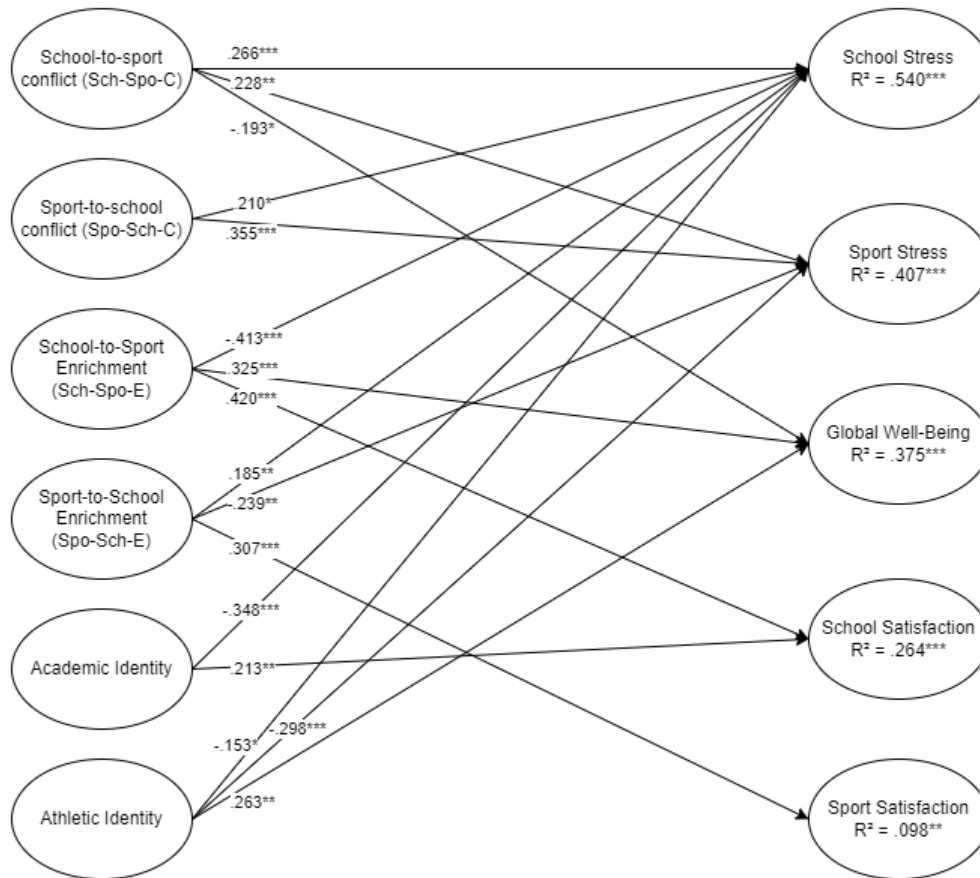 School-to-sport
conflict (Sch-Spo-C)
.266***
.228**
-.193*
School Stress
R² = .540***
Sport-to-school
conflict (Spo-Sch-C)
.210*
.355***
Sport Stress
R² = .407***
School-to-Sport
Enrichment
(Sch-Spo-E)
-.413***
.325***
.420***
Global Well-Being
R² = .375***
Sport-to-School
Enrichment
(Spo-Sch-E)
.185**
-.239**
.307***
Academic Identity
-.348***
.213**
School Satisfaction
R² = .264***
Athletic Identity
-.153*
-.298***
.263**
Sport Satisfaction
R² = .098**